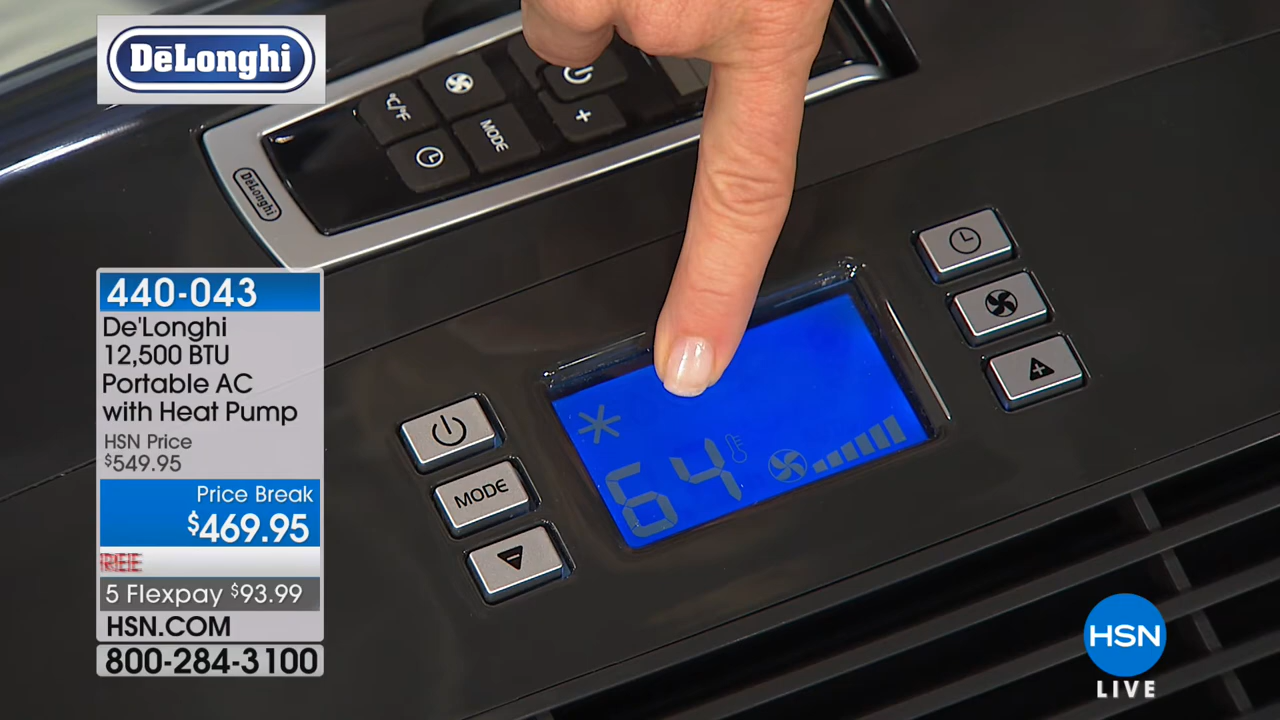 DēLonghi
°C/°F
MODE
+
DēLonghi
440-043
De'Longhi
12,500 BTU
Portable AC
with Heat Pump
HSN Price
$549.95
Price Break
$469.95
5 Flexpay $93.99
HSN.COM
800-284-3100
MODE
64
HSN
LIVE